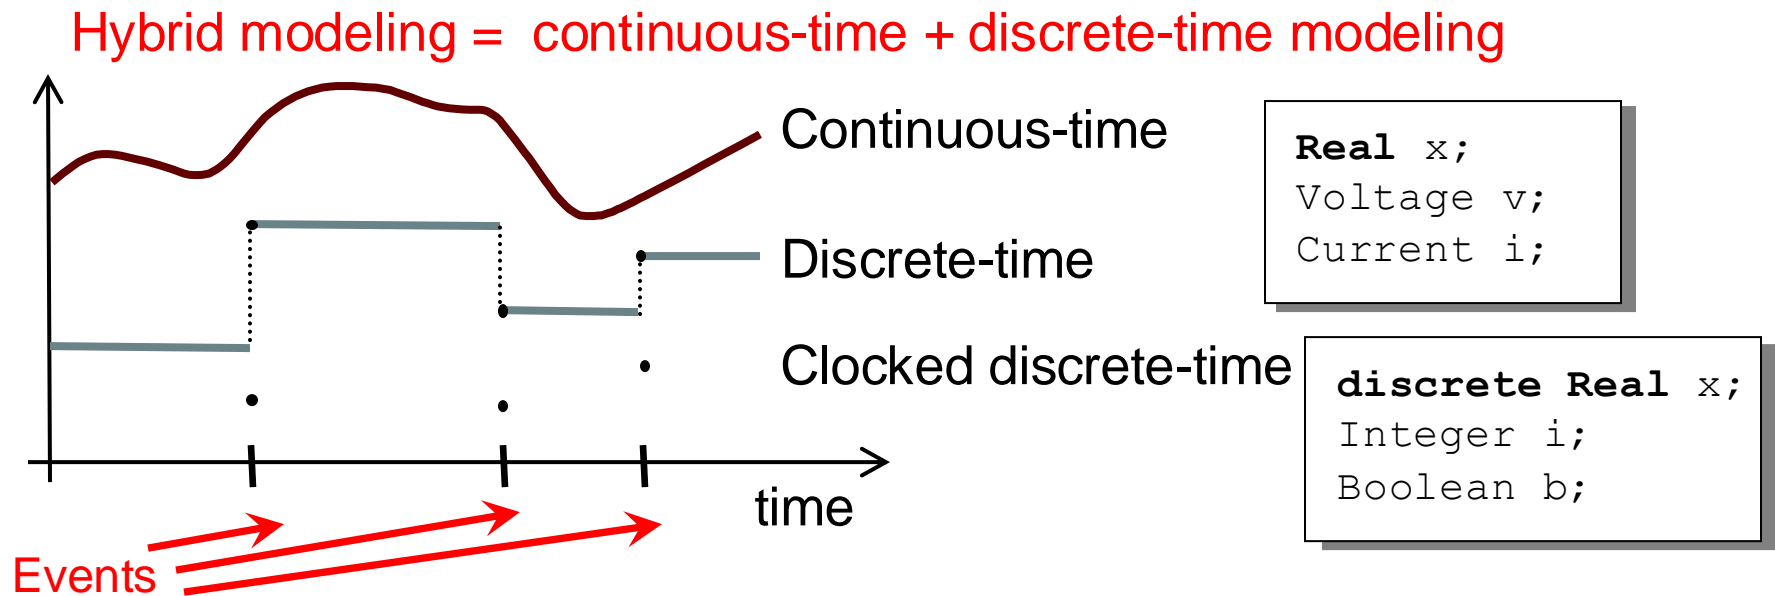 Hybrid modeling = continuous-time + discrete-time modeling
Continuous-time
Real x;
Voltage v;
Current i;
Discrete-time
Clocked discrete-time
discrete Real x;
Integer i;
Boolean b;
time
Events